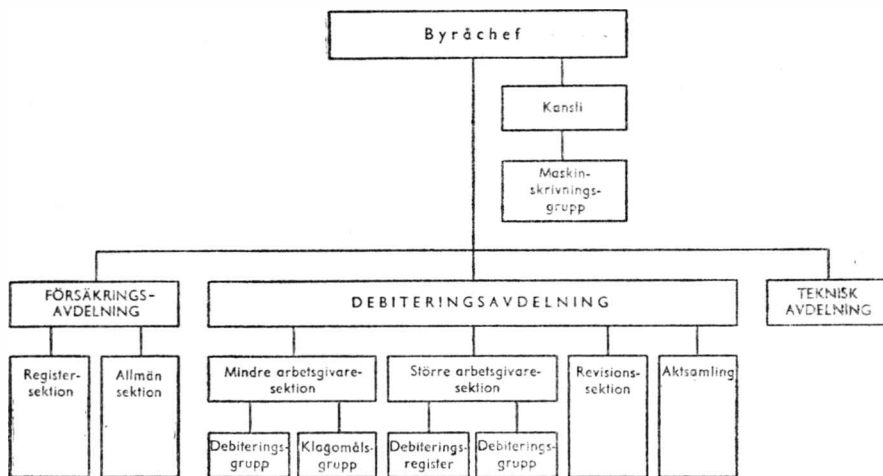 Byråchef
Kansli
Maskin-
skrivnings-
grupp
FÖRSÄKRINGS-
AVDELNING
DEBITERINGSAVDELNING
TEKNISK
AVDELNING
Register-
sektion
Allmän
sektion
Mindre arbetsgivare-
sektion
Större arbetsgivare-
sektion
Revisions-
sektion
Aktsamling
Debiterings-
grupp
Klagomåls-
grupp
Debiterings-
register
Debiterings-
grupp